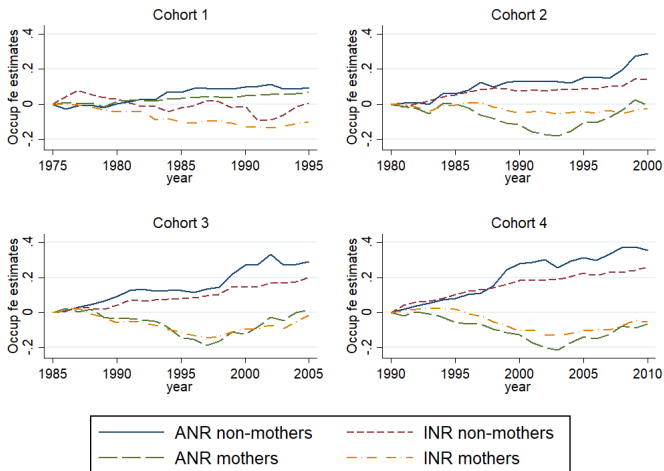 Cohort 1
Occup fe estimates
-.2 0 .2 .4
1975 1980 1985 1990 1995
year
Cohort 2
Occup fe estimates
-.2 0 .2 .4
1980 1985 1990 1995 2000
year
Cohort 3
Occup fe estimates
-.2 0 .2 .4
1985 1990 1995 2000 2005
year
Cohort 4
Occup fe estimates
-.2 0 .2 .4
1990 1995 2000 2005 2010
year
ANR non-mothers INR non-mothers
ANR mothers INR mothers